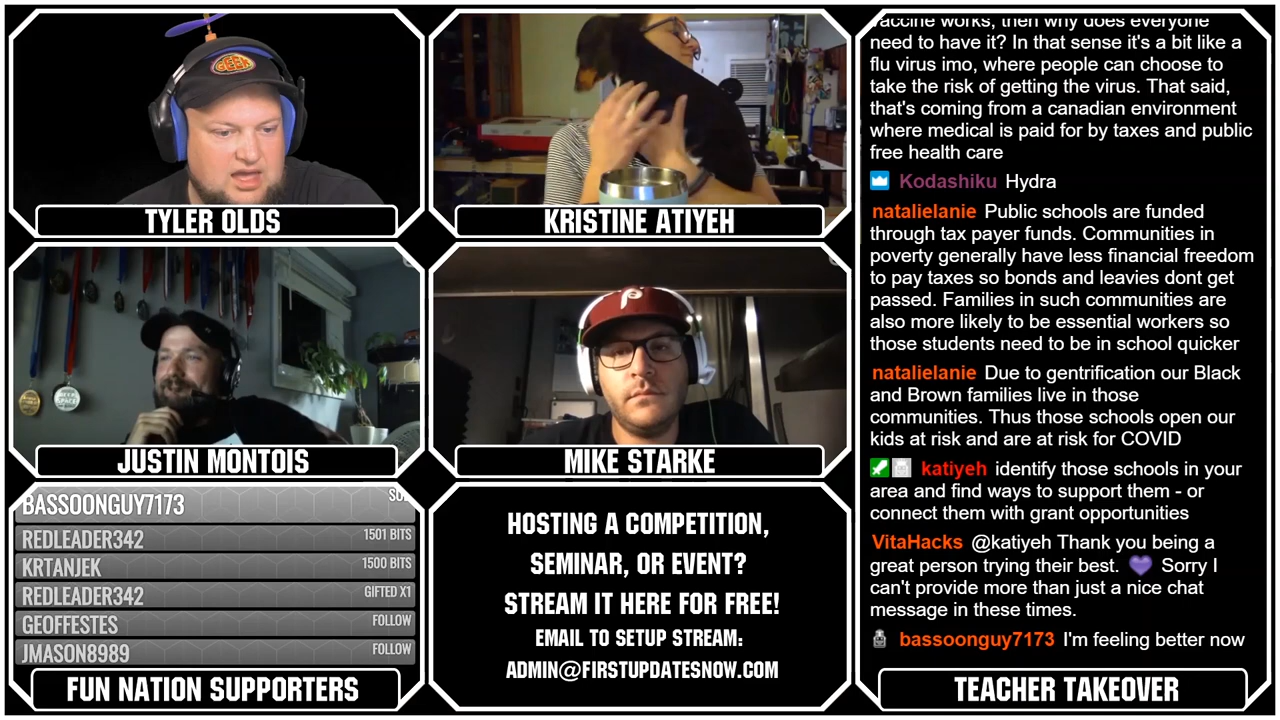 GEEK
TYLER OLDS
KRISTINE ATIYEH
P
JUSTIN MONTOIS
MIKE STARKE
BASSOONGUY7173
REDLEADER342 1501 BITS
KRTANJEK 1500 BITS
REDLEADER342 GIFTED X1
GEOFFESTES FOLLOW
JMASON8989 FOLLOW
FUN NATION SUPPORTERS
HOSTING A COMPETITION,
SEMINAR, OR EVENT?
STREAM IT HERE FOR FREE!
EMAIL TO SETUP STREAM:
ADMIN@FIRSTUPDATESNOW.COM
vaccine works, then why does everyone
need to have it? In that sense it's a bit like a
flu virus imo, where people can choose to
take the risk of getting the virus. That said,
that's coming from a canadian environment
where medical is paid for by taxes and public
free health care
Kodashiku Hydra
natalielanie Public schools are funded
through tax payer funds. Communities in
poverty generally have less financial freedom
to pay taxes so bonds and leavies dont get
passed. Families in such communities are
also more likely to be essential workers so
those students need to be in school quicker
natalielanie Due to gentrification our Black
and Brown families live in those
communities. Thus those schools open our
kids at risk and are at risk for COVID
katiyeh identify those schools in your
area and find ways to support them - or
connect them with grant opportunities
VitaHacks @katiyeh Thank you being a
great person trying their best. 💜 Sorry I
can't provide more than just a nice chat
message in these times.
bassoonguy7173 I'm feeling better now
TEACHER TAKEOVER